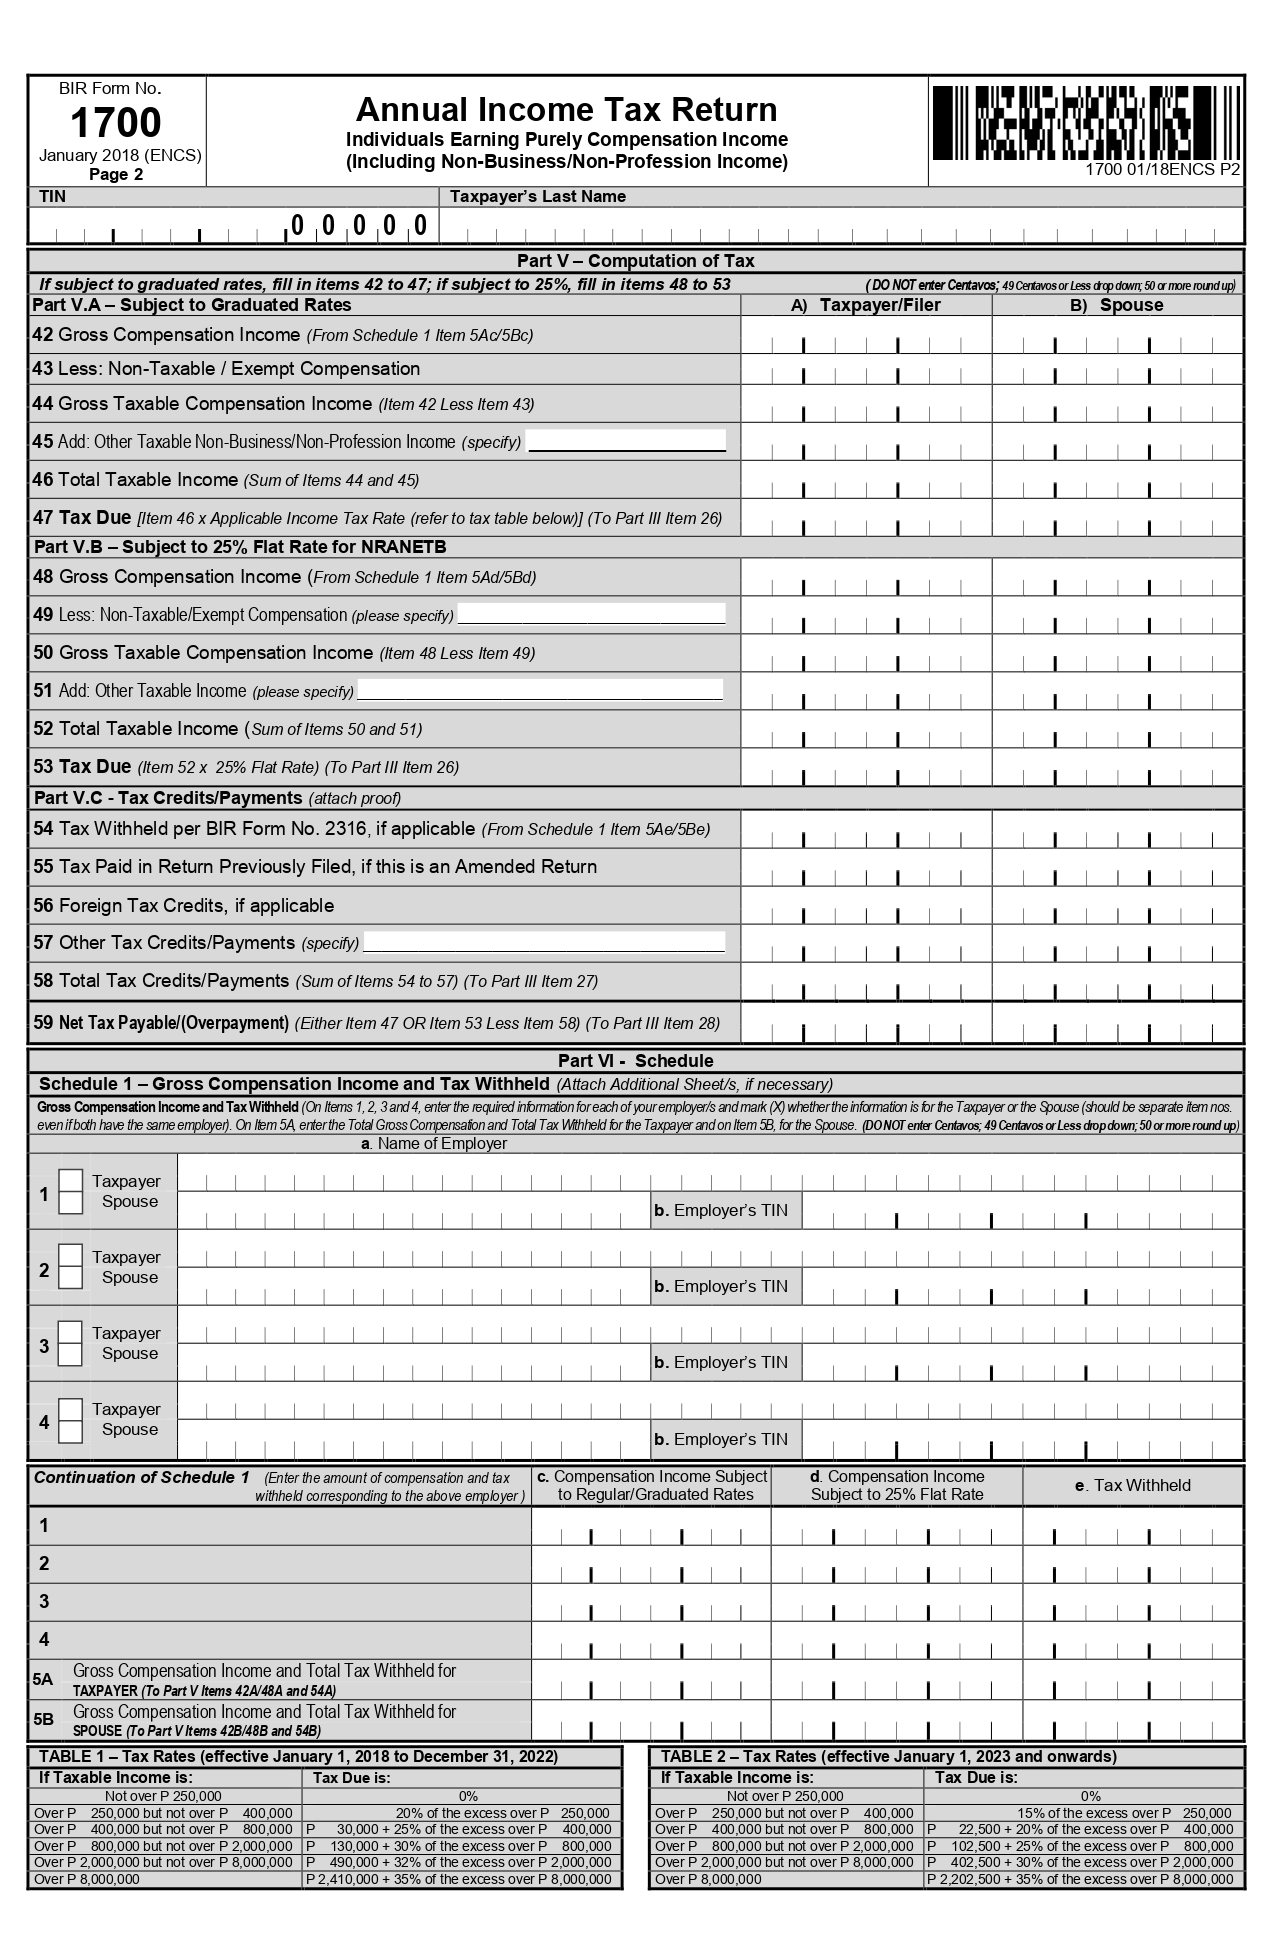 BIR Form No.
1700
January 2018 (ENCS)
Page 2
Annual Income Tax Return
Individuals Earning Purely Compensation Income
(Including Non-Business/Non-Profession Income)
1700 01/18ENCS P2
TIN
Taxpayer's Last Name
0 0 0 0 0
Part V – Computation of Tax
If subject to graduated rates, fill in items 42 to 47; if subject to 25%, fill in items 48 to 53 ( DO NOT enter Centavos; 49 Centavos or Less drop down; 50 or more round up)
Part V.A – Subject to Graduated Rates A) Taxpayer/Filer B) Spouse
42 Gross Compensation Income (From Schedule 1 Item 5Ac/5Bc)
43 Less: Non-Taxable / Exempt Compensation
44 Gross Taxable Compensation Income (Item 42 Less Item 43)
45 Add: Other Taxable Non-Business/Non-Profession Income (specify)
46 Total Taxable Income (Sum of Items 44 and 45)
47 Tax Due [Item 46 x Applicable Income Tax Rate (refer to tax table below)] (To Part III Item 26)
Part V.B – Subject to 25% Flat Rate for NRANETB
48 Gross Compensation Income (From Schedule 1 Item 5Ad/5Bd)
49 Less: Non-Taxable/Exempt Compensation (please specify)
50 Gross Taxable Compensation Income (Item 48 Less Item 49)
51 Add: Other Taxable Income (please specify)
52 Total Taxable Income (Sum of Items 50 and 51)
53 Tax Due (Item 52 x 25% Flat Rate) (To Part III Item 26)
Part V.C - Tax Credits/Payments (attach proof)
54 Tax Withheld per BIR Form No. 2316, if applicable (From Schedule 1 Item 5Ae/5Be)
55 Tax Paid in Return Previously Filed, if this is an Amended Return
56 Foreign Tax Credits, if applicable
57 Other Tax Credits/Payments (specify)
58 Total Tax Credits/Payments (Sum of Items 54 to 57) (To Part III Item 27)
59 Net Tax Payable/(Overpayment) (Either Item 47 OR Item 53 Less Item 58) (To Part III Item 28)
Part VI - Schedule
Schedule 1 – Gross Compensation Income and Tax Withheld (Attach Additional Sheet/s, if necessary)
Gross Compensation Income and Tax Withheld (On Items 1, 2, 3 and 4, enter the required information for each of your employer/s and mark (X) whether the information is for the Taxpayer or the Spouse (should be separate item nos.
even if both have the same employer). On Item 5A, enter the Total Gross Compensation and Total Tax Withheld for the Taxpayer and on Item 5B, for the Spouse. (DO NOT enter Centavos; 49 Centavos or Less drop down; 50 or more round up)
a. Name of Employer
1 Taxpayer
Spouse
b. Employer's TIN
2 Taxpayer
Spouse
b. Employer's TIN
3 Taxpayer
Spouse
b. Employer's TIN
4 Taxpayer
Spouse
b. Employer's TIN
Continuation of Schedule 1 (Enter the amount of compensation and tax
withheld corresponding to the above employer )
c. Compensation Income Subject
to Regular/Graduated Rates
d. Compensation Income
Subject to 25% Flat Rate
e. Tax Withheld
1
2
3
4
5A Gross Compensation Income and Total Tax Withheld for
TAXPAYER (To Part V Items 42A/48A and 54A)
5B Gross Compensation Income and Total Tax Withheld for
SPOUSE (To Part V Items 42B/48B and 54B)
TABLE 1 – Tax Rates (effective January 1, 2018 to December 31, 2022)
If Taxable Income is: Tax Due is:
Not over P 250,000 0%
Over P 250,000 but not over P 400,000 20% of the excess over P 250,000
Over P 400,000 but not over P 800,000 P 30,000 + 25% of the excess over P 400,000
Over P 800,000 but not over P 2,000,000 P 130,000 + 30% of the excess over P 800,000
Over P 2,000,000 but not over P 8,000,000 P 490,000 + 32% of the excess over P 2,000,000
Over P 8,000,000 P 2,410,000 + 35% of the excess over P 8,000,000
TABLE 2 – Tax Rates (effective January 1, 2023 and onwards)
If Taxable Income is: Tax Due is:
Not over P 250,000 0%
Over P 250,000 but not over P 400,000 15% of the excess over P 250,000
Over P 400,000 but not over P 800,000 P 22,500 + 20% of the excess over P 400,000
Over P 800,000 but not over P 2,000,000 P 102,500 + 25% of the excess over P 800,000
Over P 2,000,000 but not over P 8,000,000 P 402,500 + 30% of the excess over P 2,000,000
Over P 8,000,000 P 2,202,500 + 35% of the excess over P 8,000,000